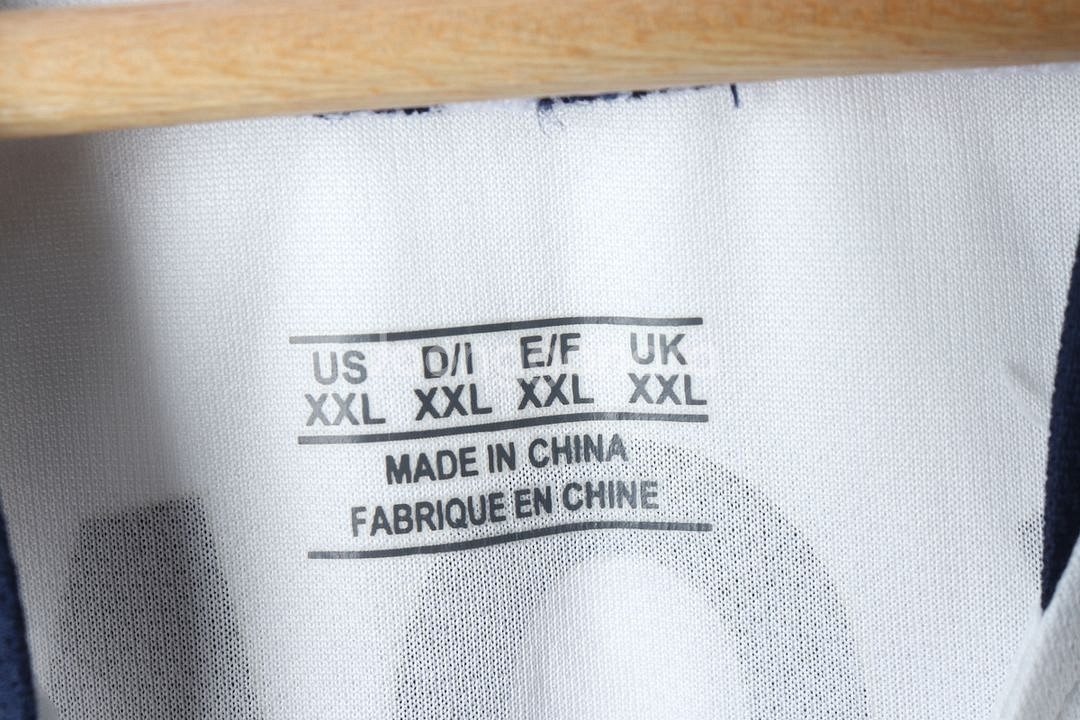 US D/I E/F UK
XXL XXL XXL XXL
MADE IN CHINA
FABRIQUE EN CHINE